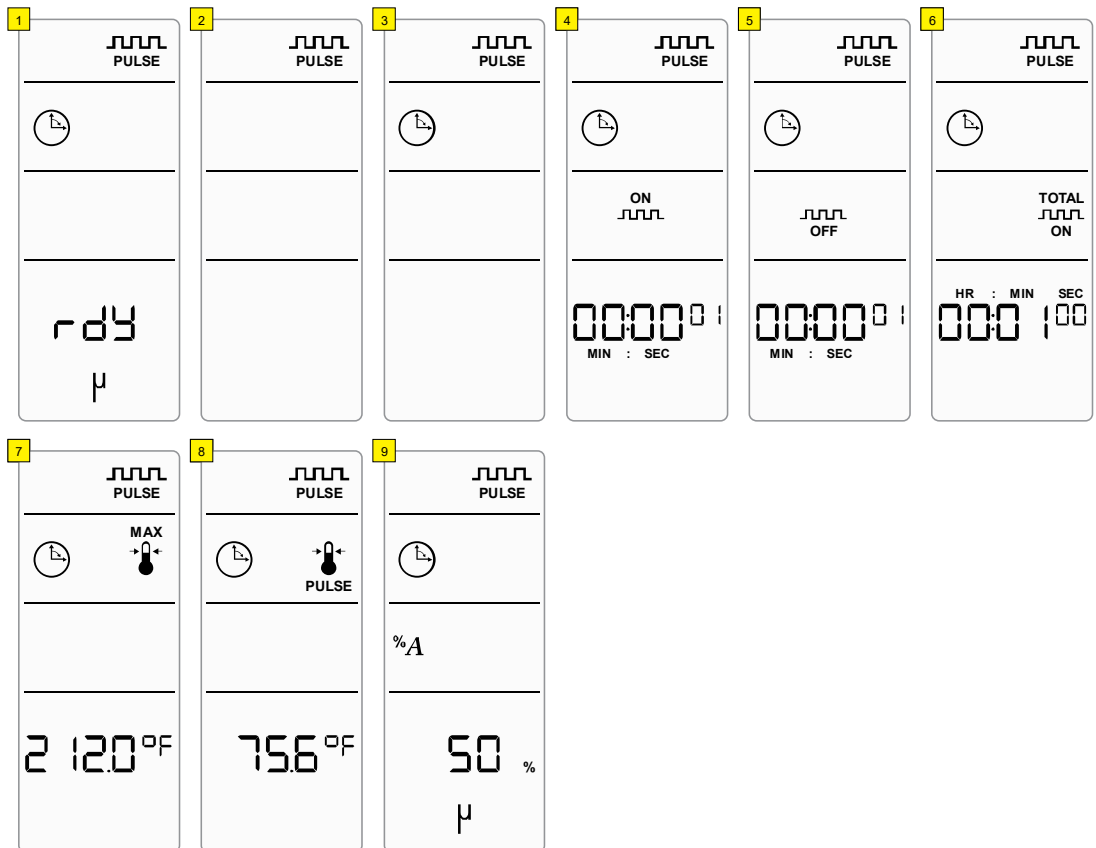 1
PULSE
rdy
µ
2
PULSE
3
PULSE
4
PULSE
ON
00:00 01
MIN : SEC
5
PULSE
OFF
00:00 01
MIN : SEC
6
PULSE
TOTAL
ON
HR : MIN SEC
00:01 00
7
PULSE
MAX
212.0 °F
8
PULSE
PULSE
75.6 °F
9
PULSE
%A
50 %
µ